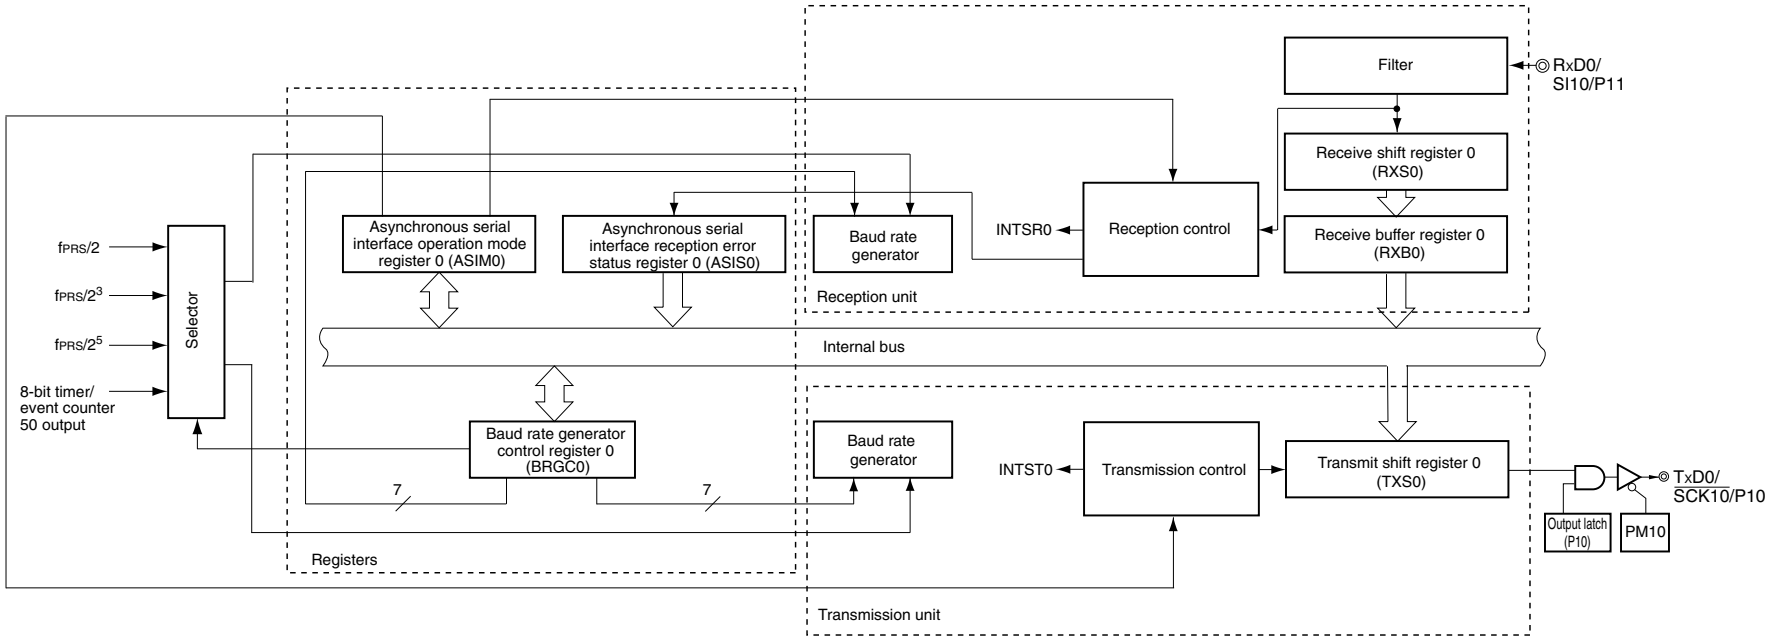 Filter
RxD0/
SI10/P11
Receive shift register 0
(RXS0)
Asynchronous serial
interface operation mode
register 0 (ASIM0)
Asynchronous serial
interface reception error
status register 0 (ASIS0)
Baud rate
generator
INTSR0
Reception control
Receive buffer register 0
(RXB0)
Reception unit
fPRS/2
fPRS/2³
fPRS/2⁵
8-bit timer/
event counter
50 output
Selector
Internal bus
Baud rate generator
control register 0
(BRGC0)
7
7
Baud rate
generator
INTST0
Transmission control
Transmit shift register 0
(TXS0)
TxD0/
SCK10/P10
Output latch
(P10)
PM10
Registers
Transmission unit